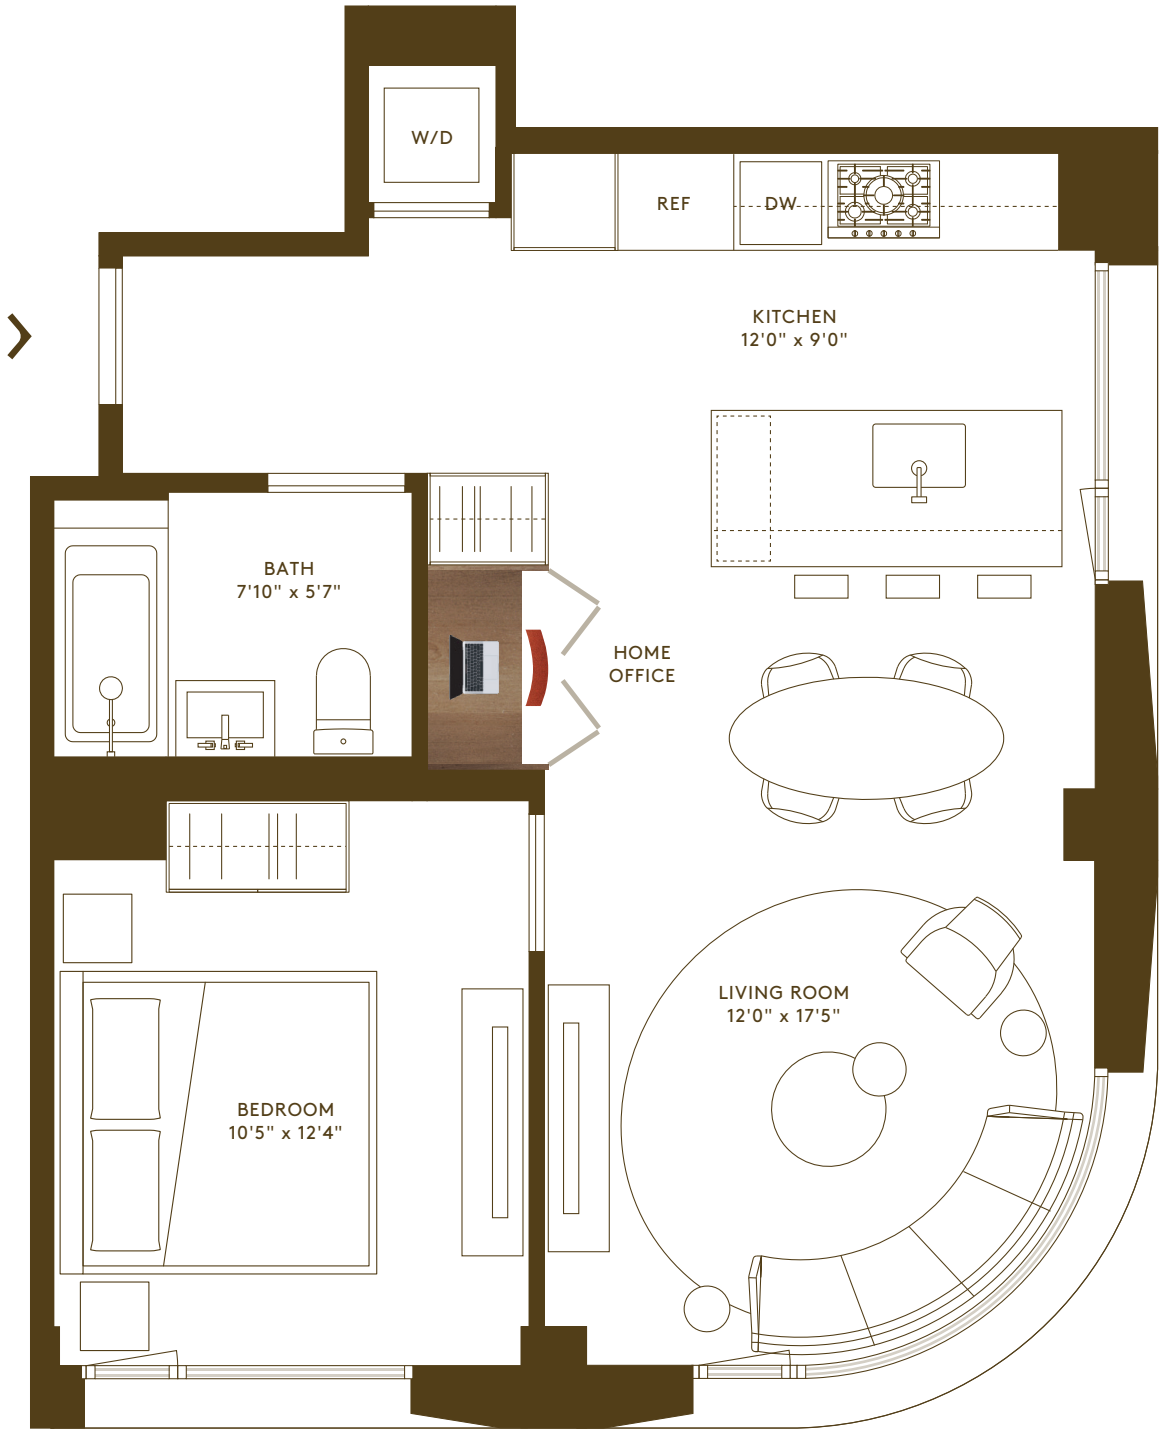 W/D
REF
DW
KITCHEN
12'0" x 9'0"
BATH
7'10" x 5'7"
HOME
OFFICE
LIVING ROOM
12'0" x 17'5"
BEDROOM
10'5" x 12'4"